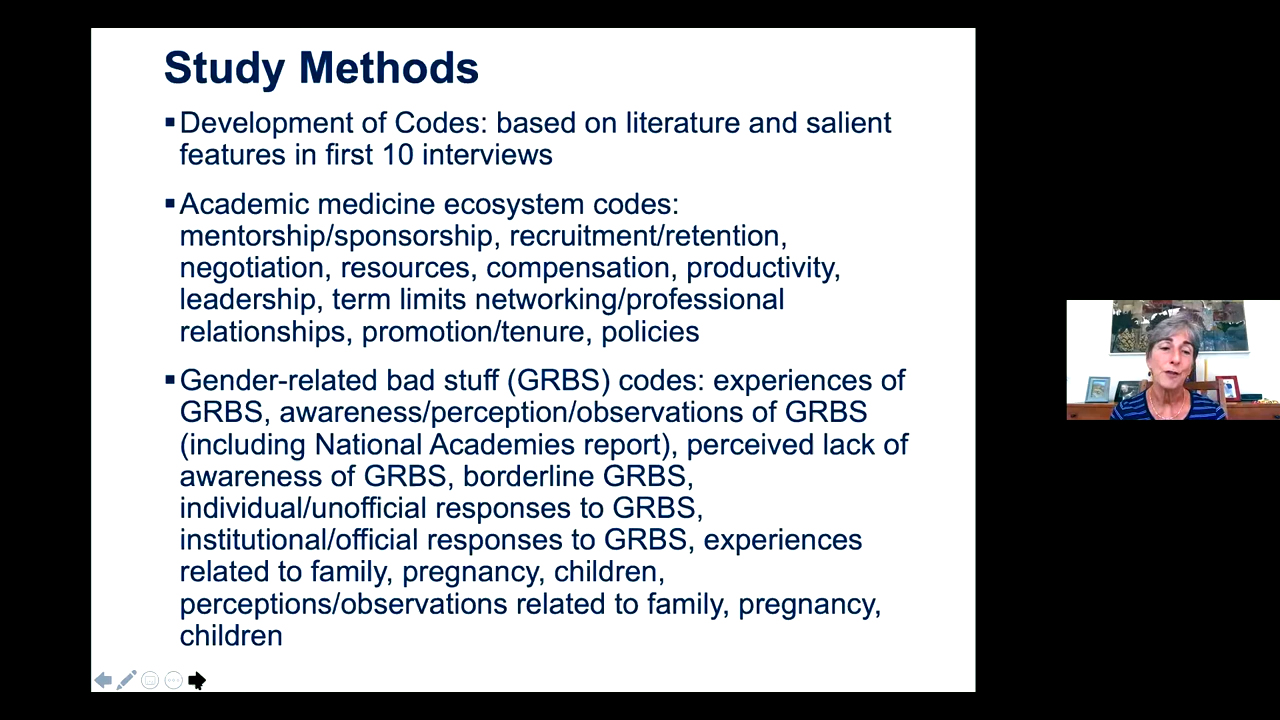 Study Methods
▪Development of Codes: based on literature and salient
features in first 10 interviews
▪Academic medicine ecosystem codes:
mentorship/sponsorship, recruitment/retention,
negotiation, resources, compensation, productivity,
leadership, term limits networking/professional
relationships, promotion/tenure, policies
▪Gender-related bad stuff (GRBS) codes: experiences of
GRBS, awareness/perception/observations of GRBS
(including National Academies report), perceived lack of
awareness of GRBS, borderline GRBS,
individual/unofficial responses to GRBS,
institutional/official responses to GRBS, experiences
related to family, pregnancy, children,
perceptions/observations related to family, pregnancy,
children